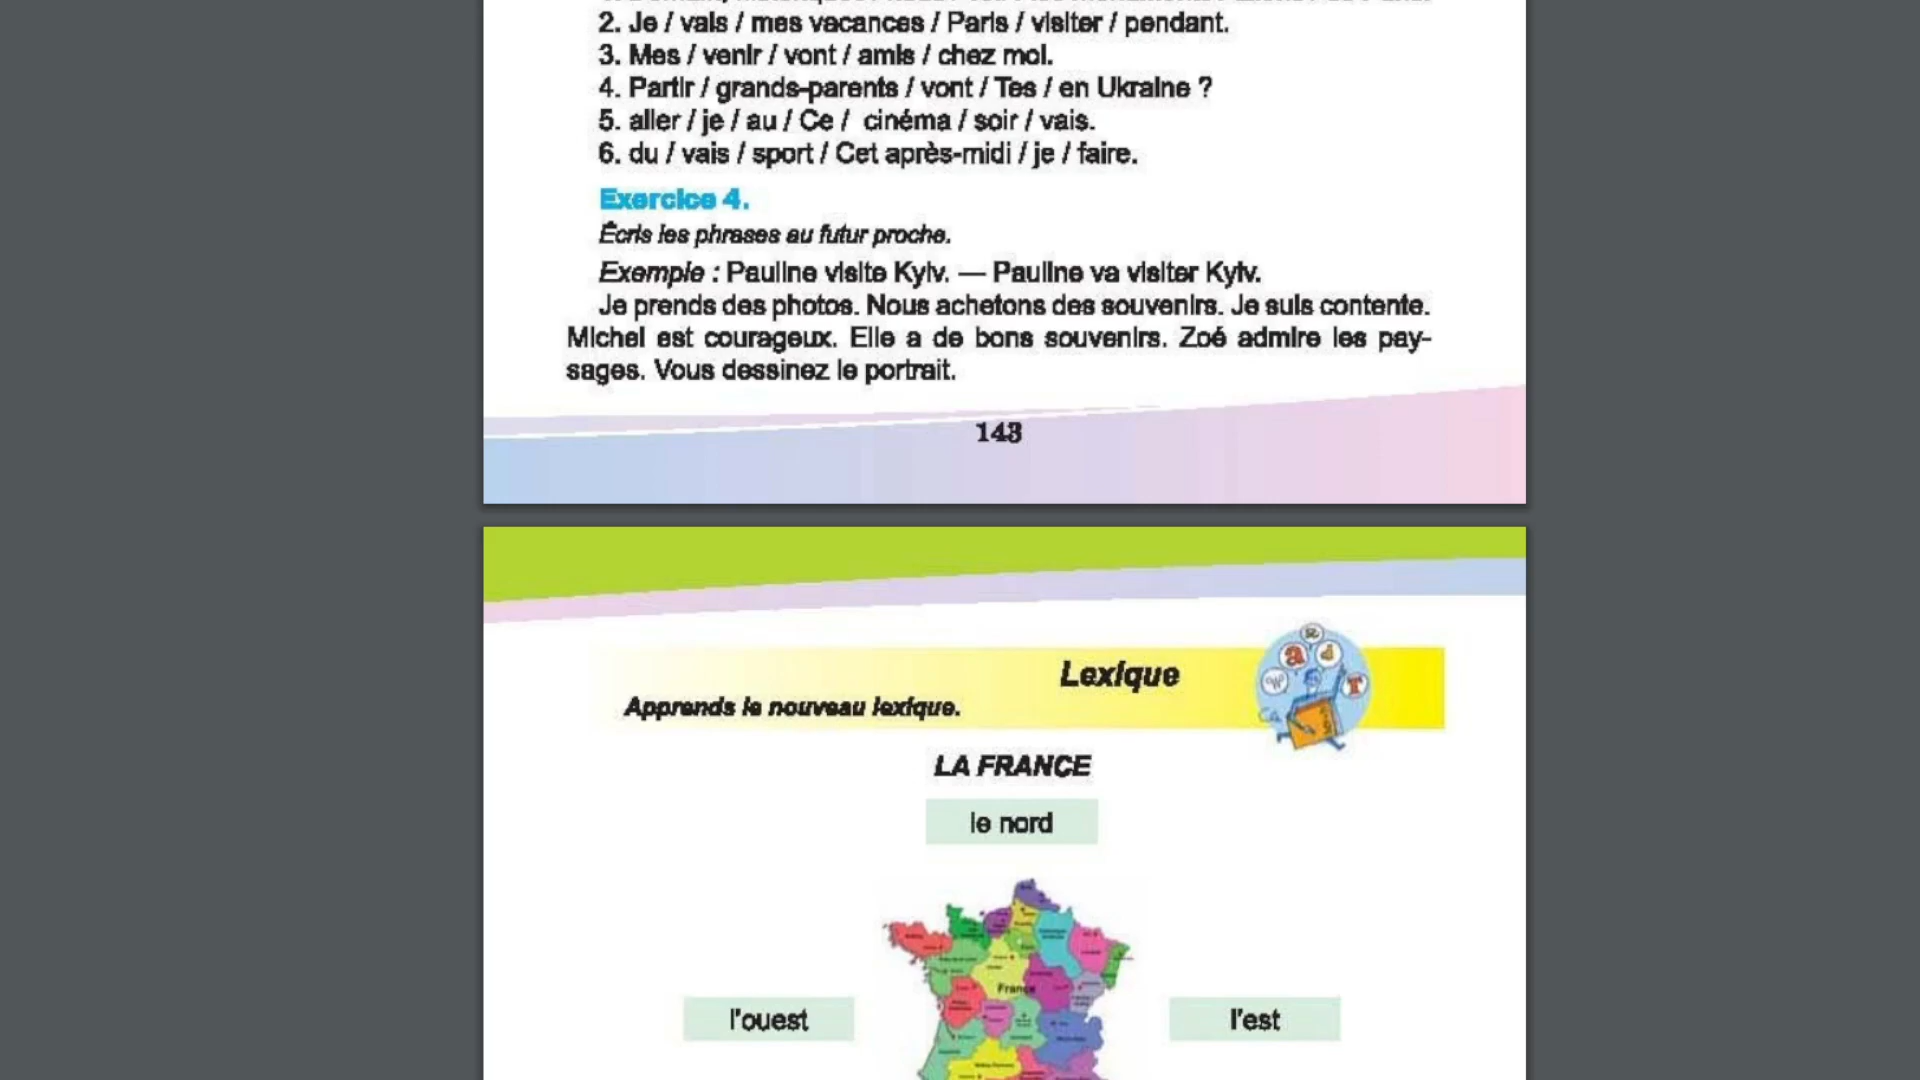 2. Je / vais / mes vacances / Paris / visiter / pendant.
3. Mes / venir / vont / amis / chez moi.
4. Partir / grands-parents / vont / Tes / en Ukraine ?
5. aller / je / au / Ce / cinéma / soir / vais.
6. du / vais / sport / Cet après-midi / je / faire.
Exercice 4.
Écris les phrases au futur proche.
Exemple : Pauline visite Kyiv. — Pauline va visiter Kyiv.
Je prends des photos. Nous achetons des souvenirs. Je suis contente.
Michel est courageux. Elle a de bons souvenirs. Zoé admire les pay-
sages. Vous dessinez le portrait.
143
Lexique
Apprends le nouveau lexique.
LA FRANCE
le nord
France
l'ouest
l'est